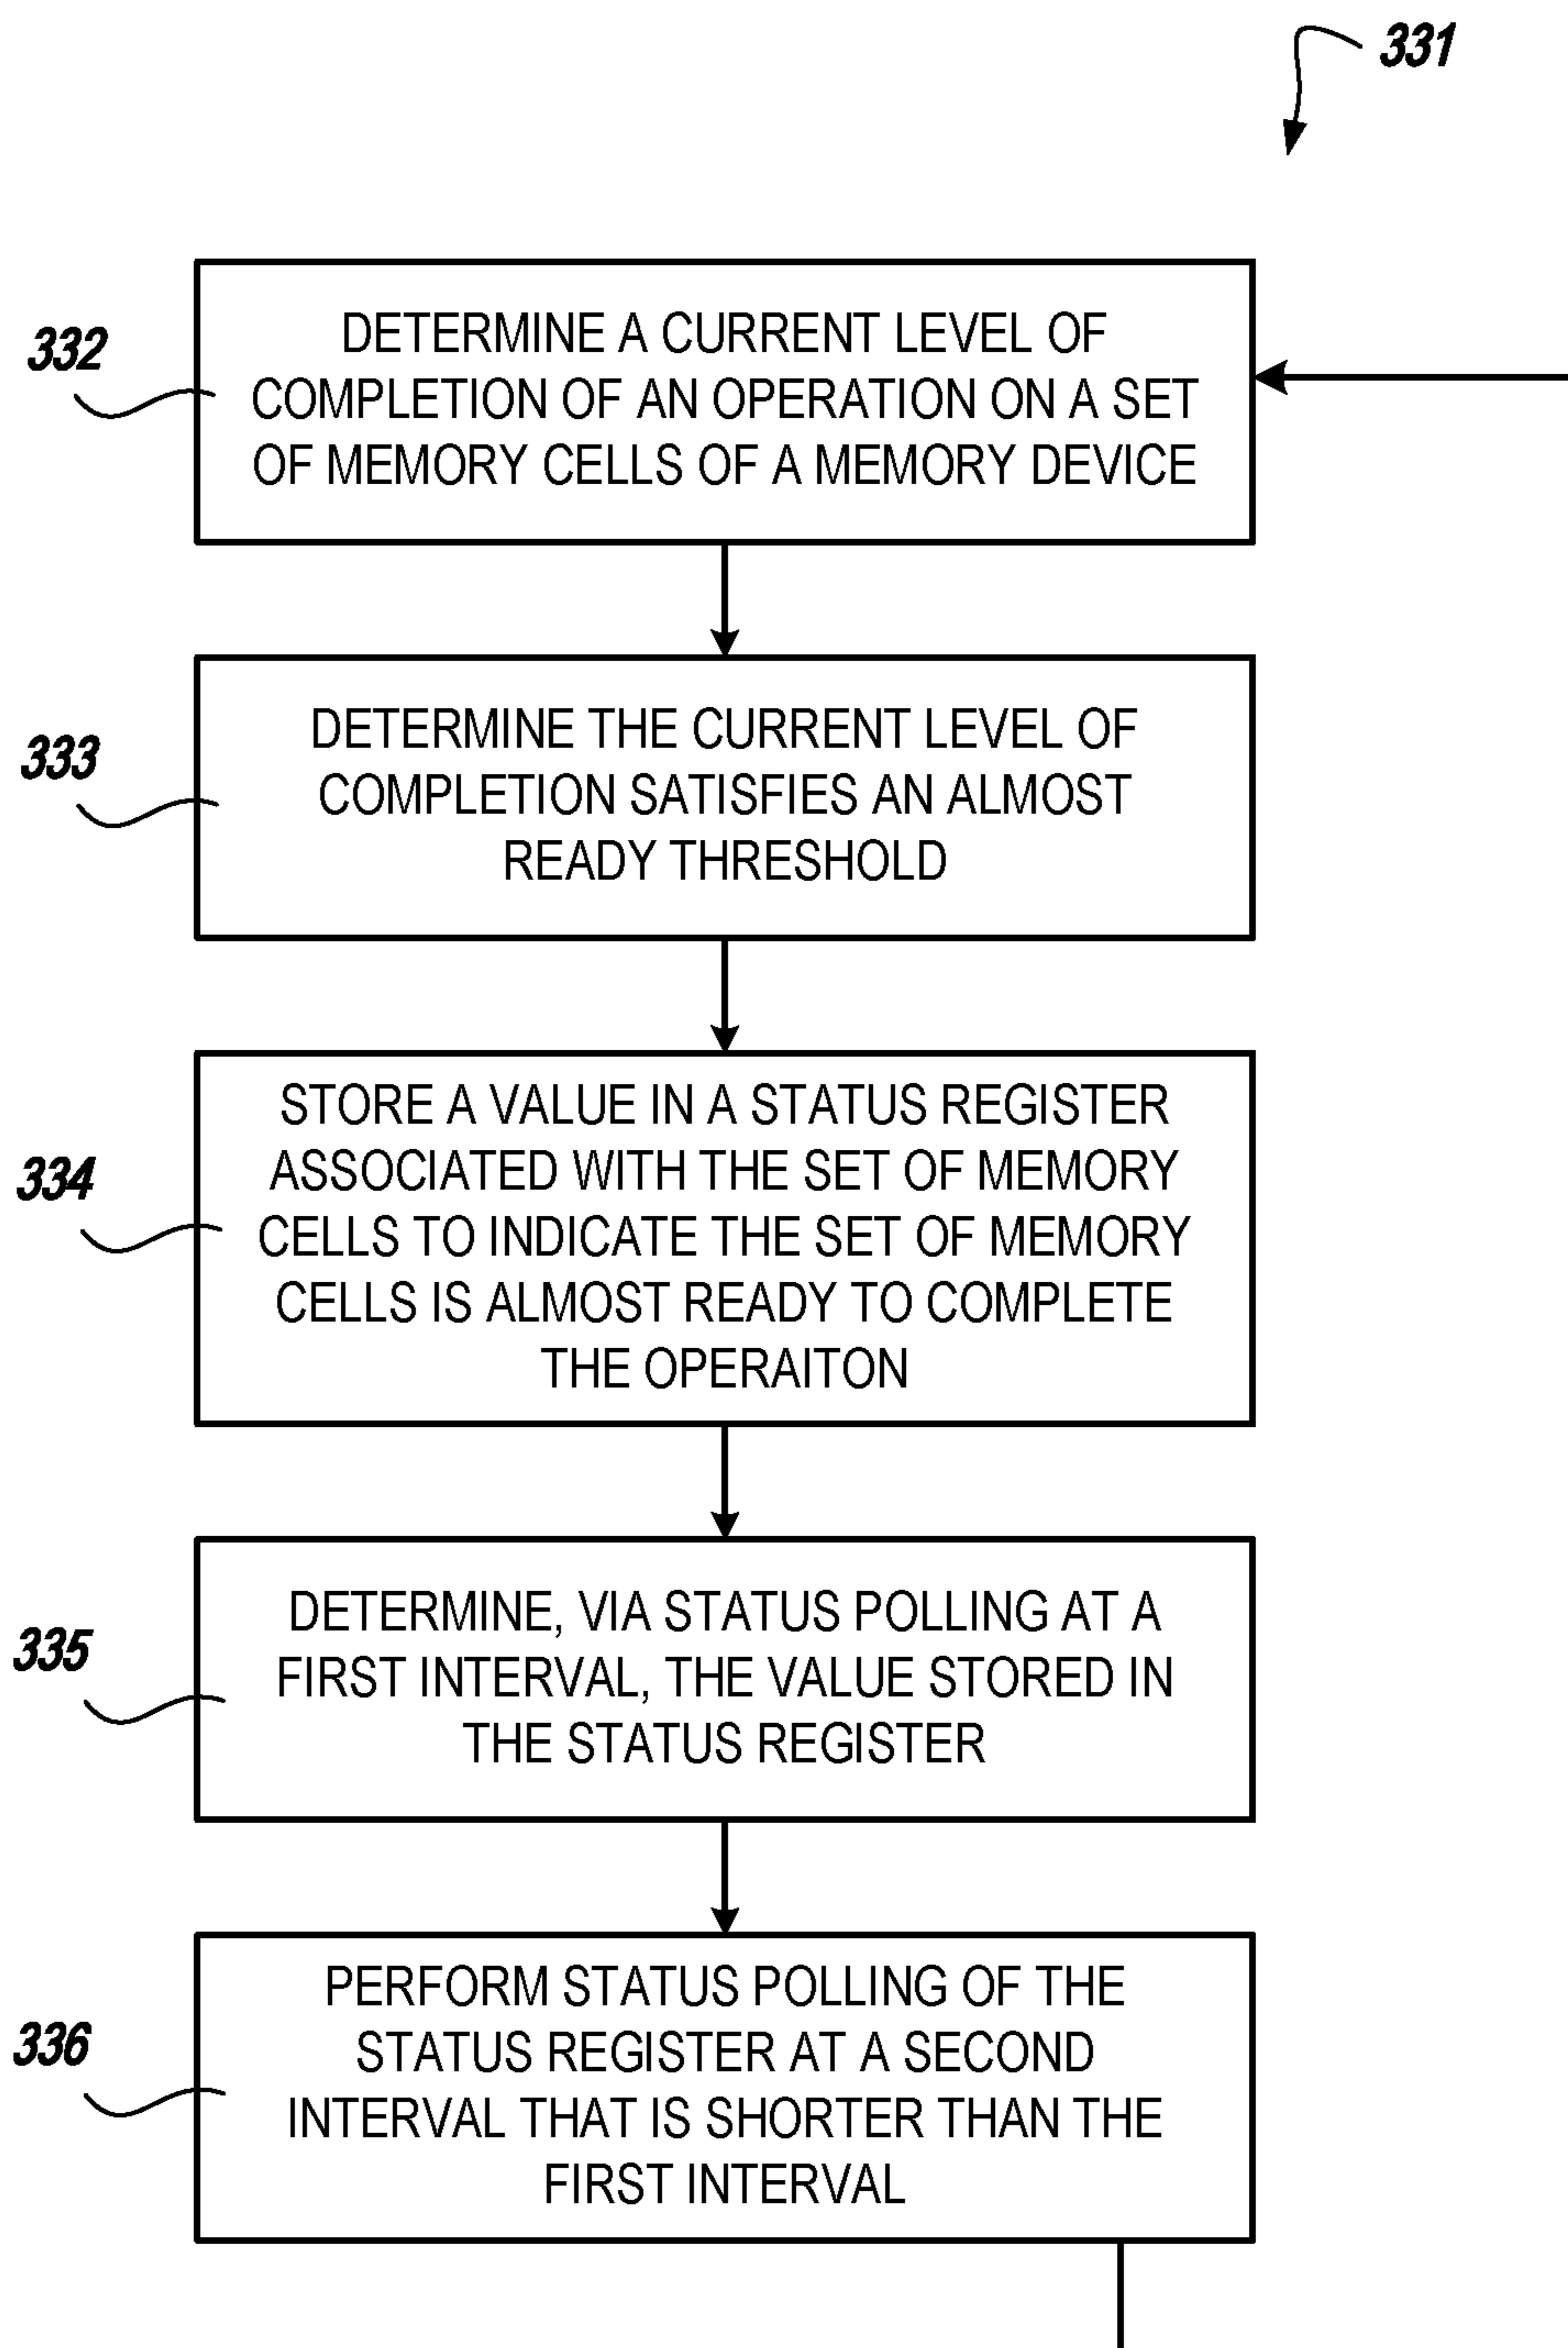 331
332
DETERMINE A CURRENT LEVEL OF
COMPLETION OF AN OPERATION ON A SET
OF MEMORY CELLS OF A MEMORY DEVICE
333
DETERMINE THE CURRENT LEVEL OF
COMPLETION SATISFIES AN ALMOST
READY THRESHOLD
334
STORE A VALUE IN A STATUS REGISTER
ASSOCIATED WITH THE SET OF MEMORY
CELLS TO INDICATE THE SET OF MEMORY
CELLS IS ALMOST READY TO COMPLETE
THE OPERAITON
335
DETERMINE, VIA STATUS POLLING AT A
FIRST INTERVAL, THE VALUE STORED IN
THE STATUS REGISTER
336
PERFORM STATUS POLLING OF THE
STATUS REGISTER AT A SECOND
INTERVAL THAT IS SHORTER THAN THE
FIRST INTERVAL